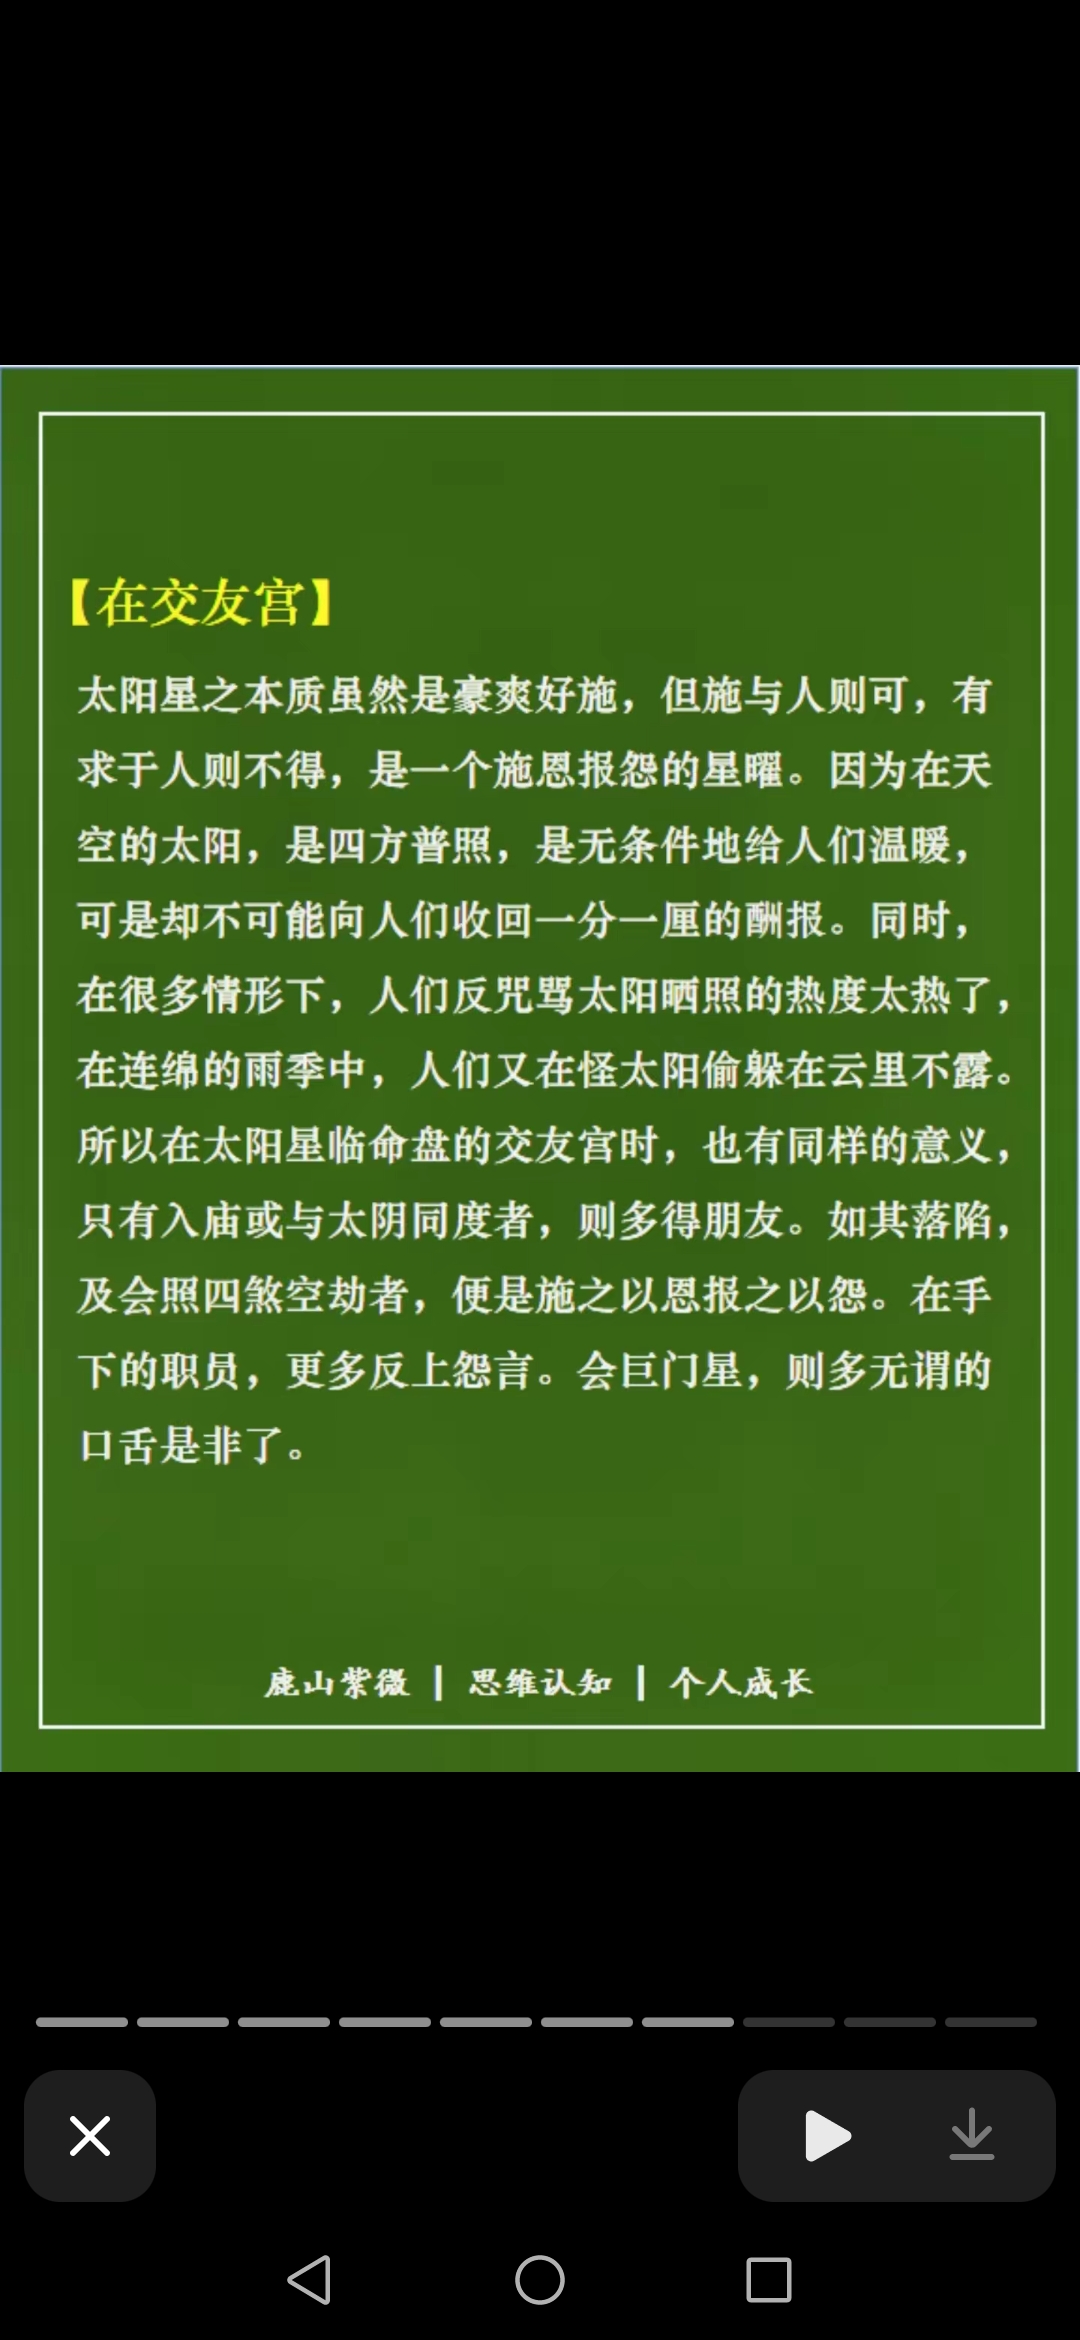 【在交友宫】
太阳星之本质虽然是豪爽好施，但施与人则可，有
求于人则不得，是一个施恩报怨的星曜。因为在天
空的太阳，是四方普照，是无条件地给人们温暖，
可是却不可能向人们收回一分一厘的酬报。同时，
在很多情形下，人们反咒骂太阳晒照的热度太热了，
在连绵的雨季中，人们又在怪太阳偷躲在云里不露。
所以在太阳星临命盘的交友宫时，也有同样的意义，
只有入庙或与太阴同度者，则多得朋友。如其落陷，
及会照四煞空劫者，便是施之以恩报之以怨。在手
下的职员，更多反上怨言。会巨门星，则多无谓的
口舌是非了。
鹿山紫微 | 思维认知 | 个人成长